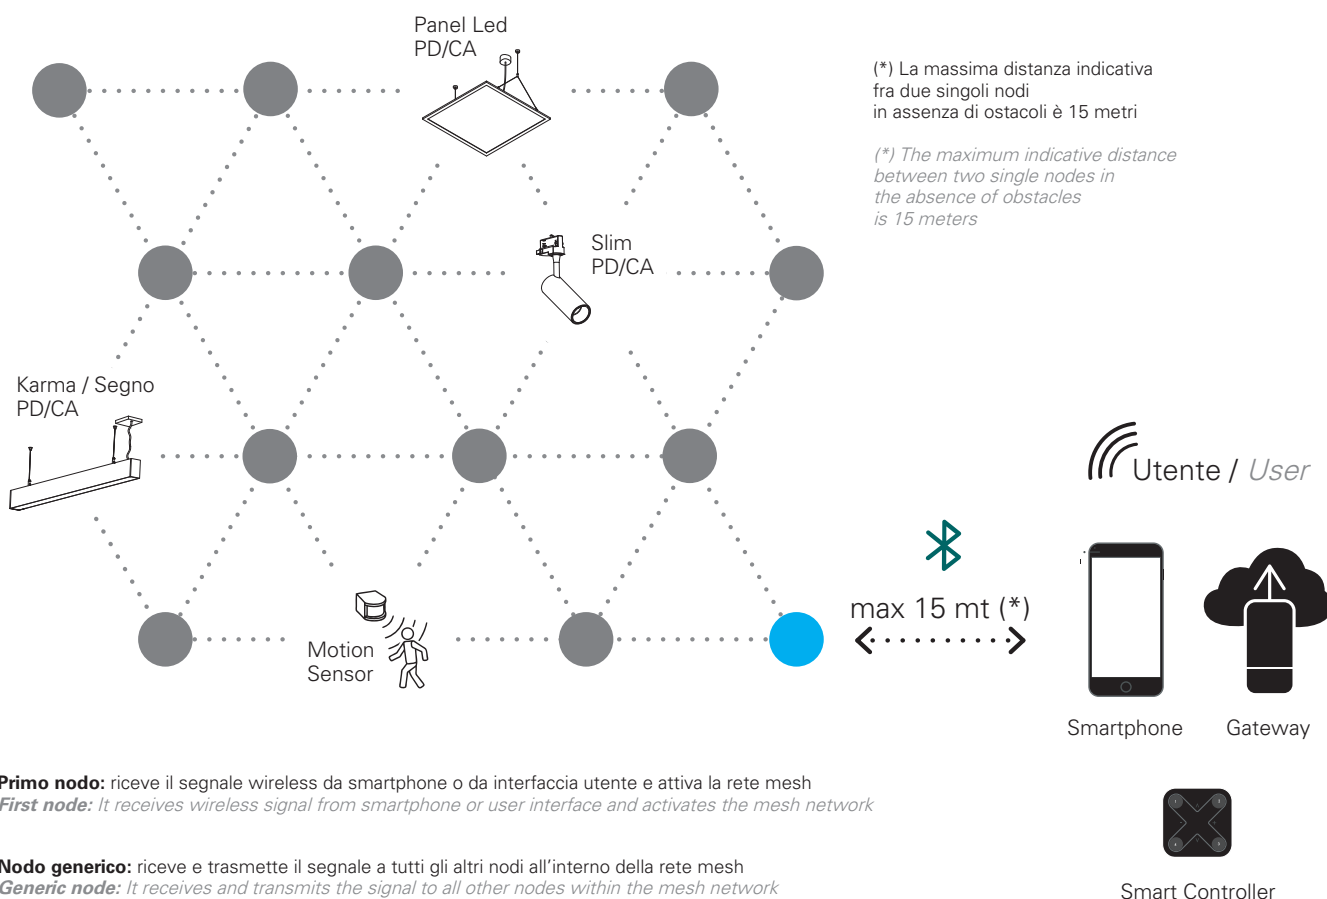 Panel Led
PD/CA
(*) La massima distanza indicativa
fra due singoli nodi
in assenza di ostacoli è 15 metri
(*) The maximum indicative distance
between two single nodes in
the absence of obstacles
is 15 meters
Slim
PD/CA
Karma / Segno
PD/CA
Utente / User
max 15 mt (*)
Motion
Sensor
Smartphone
Gateway
Primo nodo: riceve il segnale wireless da smartphone o da interfaccia utente e attiva la rete mesh
First node: It receives wireless signal from smartphone or user interface and activates the mesh network
Nodo generico: riceve e trasmette il segnale a tutti gli altri nodi all'interno della rete mesh
Generic node: It receives and transmits the signal to all other nodes within the mesh network
Smart Controller